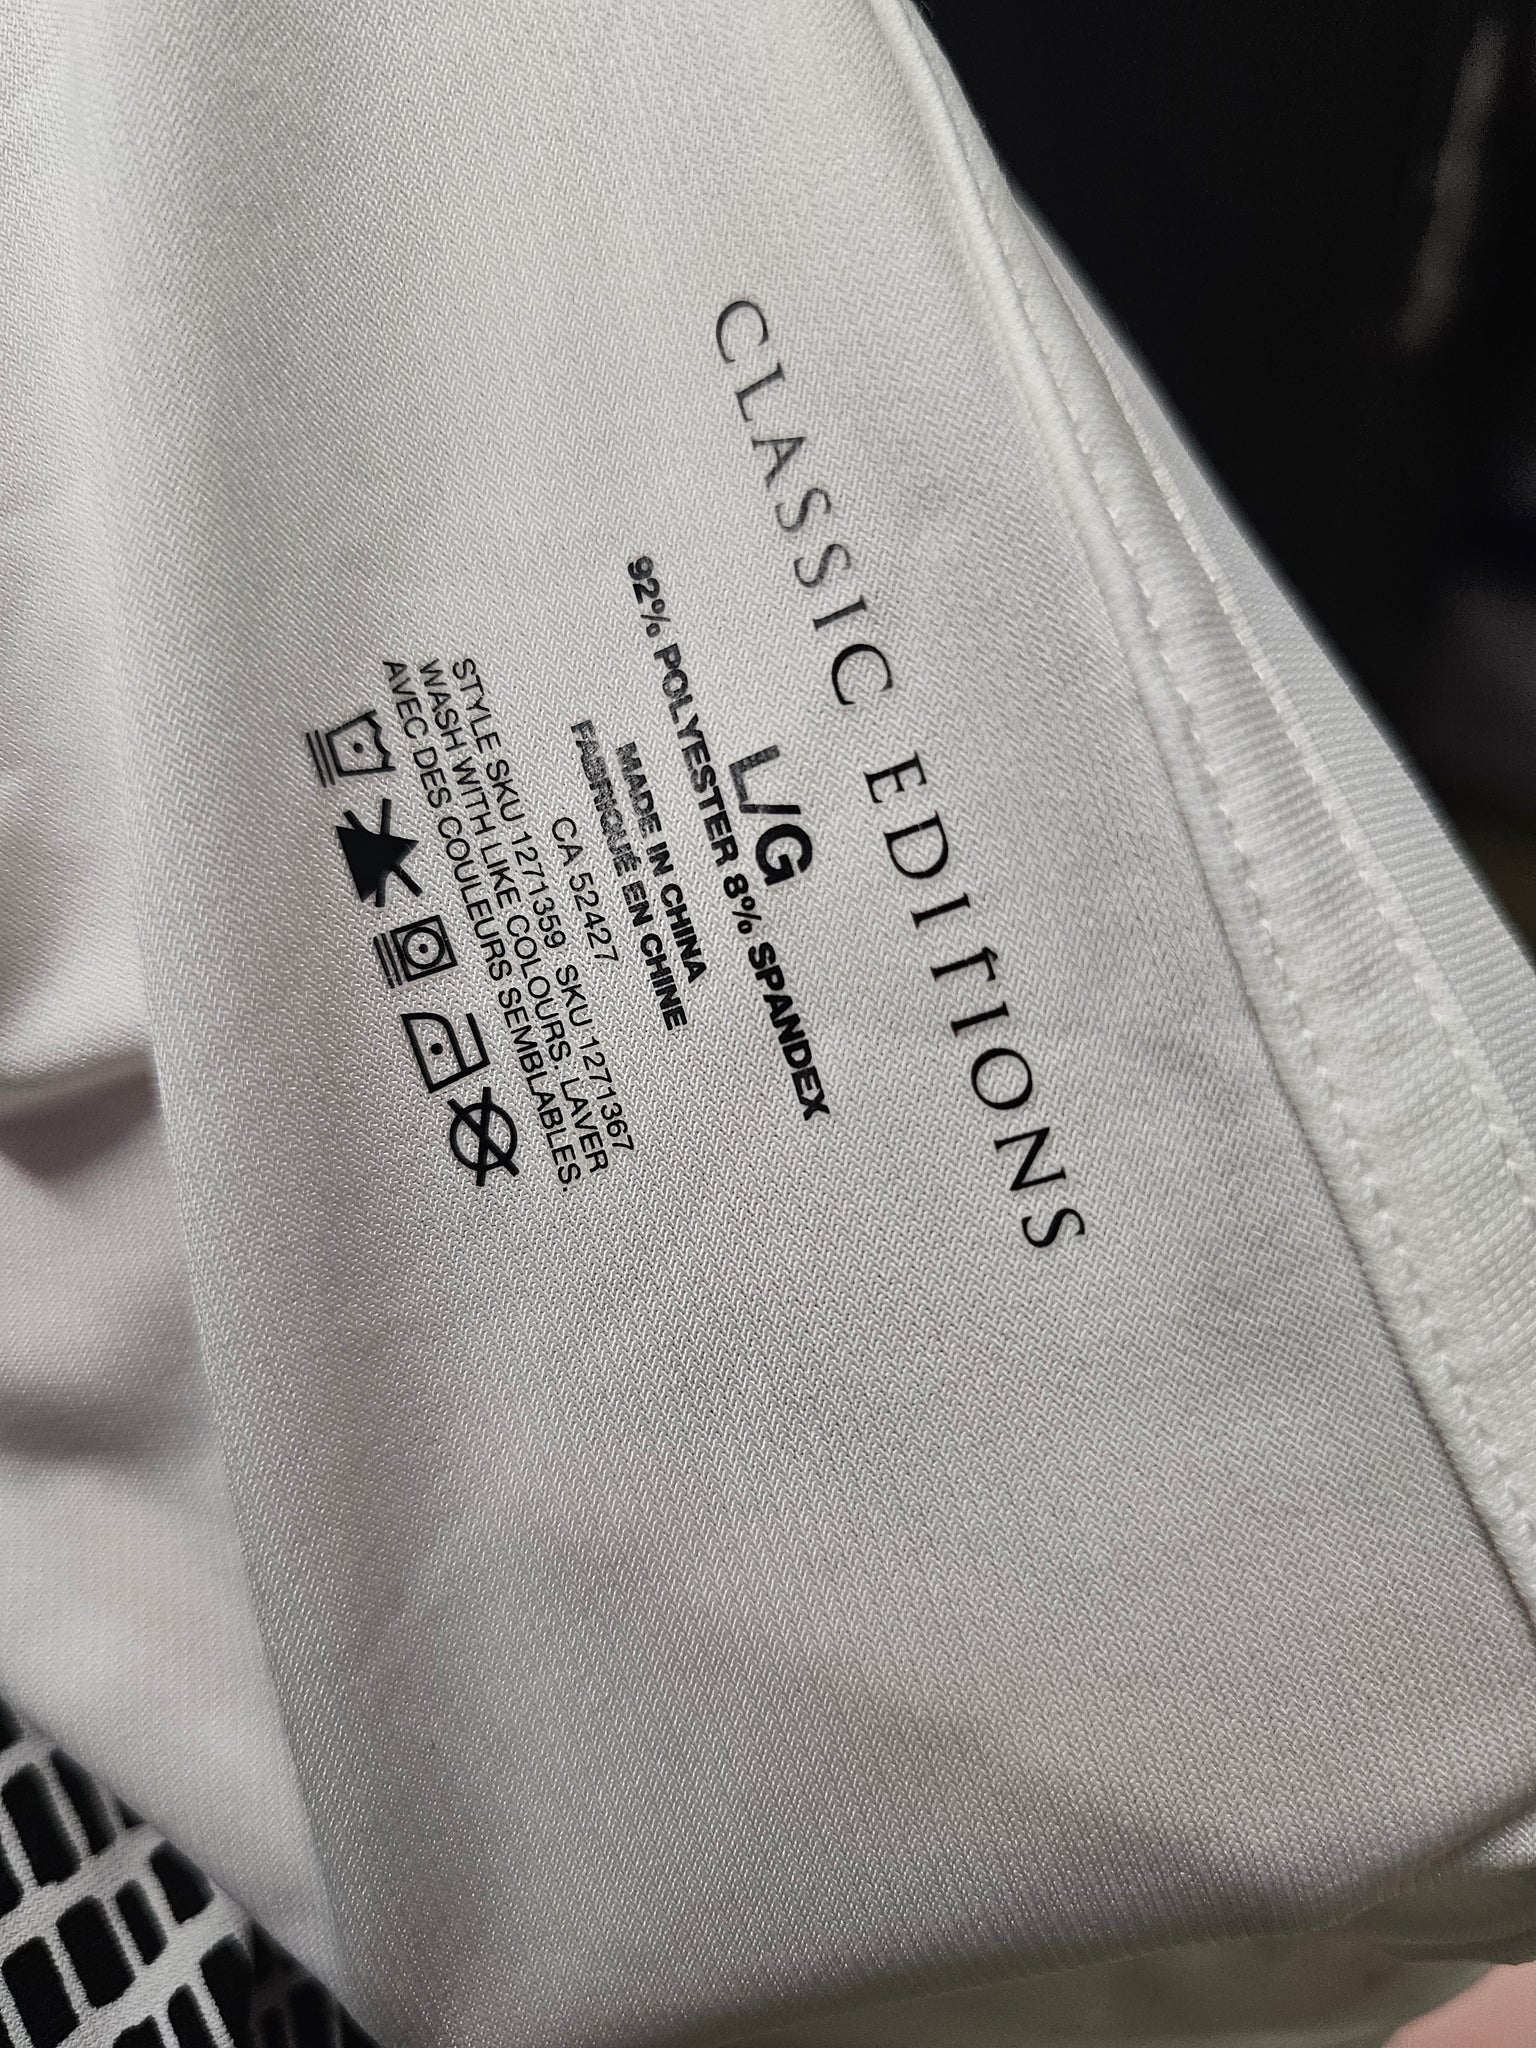 CLASSIC EDITIONS
L/G
92% POLYESTER 8% SPANDEX
MADE IN CHINA
FABRIQUÉ EN CHINE
CA 52427
STYLE SKU 1271359 SKU 1271367
WASH WITH LIKE COLOURS. LAVER
AVEC DES COULEURS SEMBLABLES.